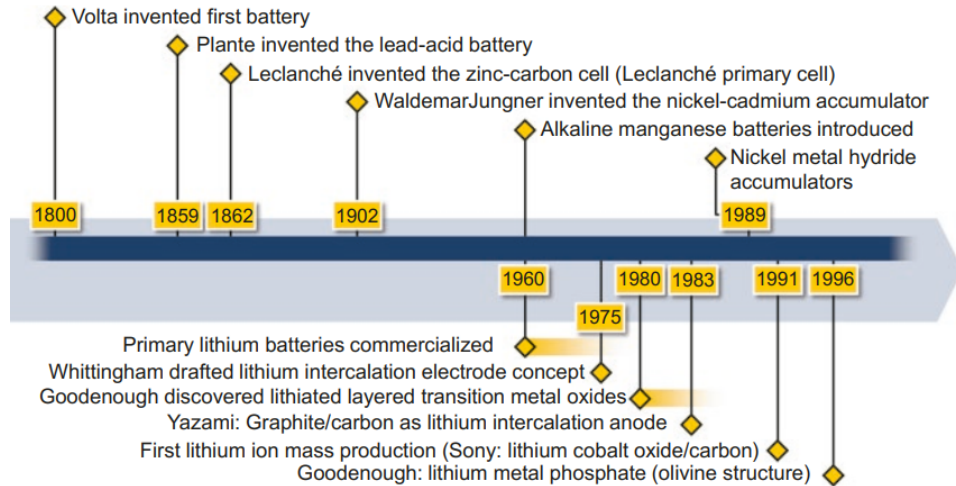 Volta invented first battery
Plante invented the lead-acid battery
Leclanché invented the zinc-carbon cell (Leclanché primary cell)
WaldemarJungner invented the nickel-cadmium accumulator
Alkaline manganese batteries introduced
Nickel metal hydride
accumulators
1800
1859
1862
1902
1989
1960
1975
1980
1983
1991
1996
Primary lithium batteries commercialized
Whittingham drafted lithium intercalation electrode concept
Goodenough discovered lithiated layered transition metal oxides
Yazami: Graphite/carbon as lithium intercalation anode
First lithium ion mass production (Sony: lithium cobalt oxide/carbon)
Goodenough: lithium metal phosphate (olivine structure)